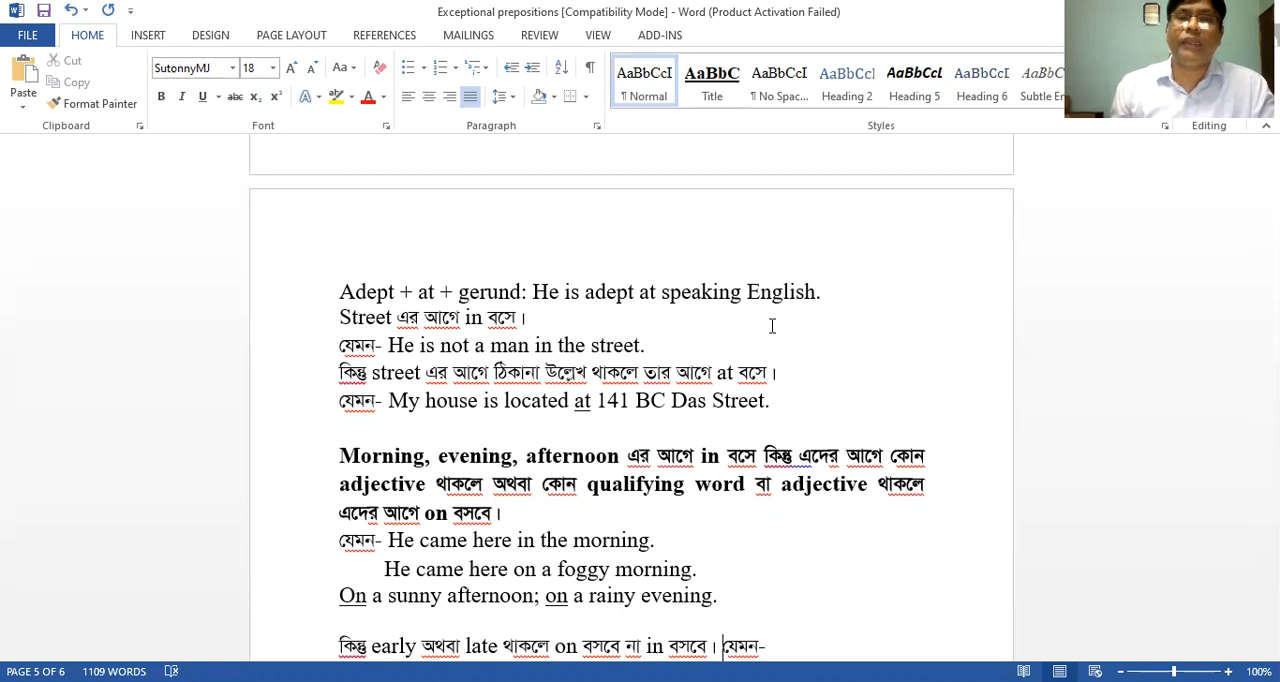 Exceptional prepositions [Compatibility Mode] - Word (Product Activation Failed)
FILE HOME INSERT DESIGN PAGE LAYOUT REFERENCES MAILINGS REVIEW VIEW ADD-INS
Cut
Copy
Format Painter
Paste
Clipboard
SutonnyMJ 18
Font
Paragraph
AaBbCcI AaBbC AaBbCcI AaBbCcI AaBbCcL AaBbCcI AaBbC
¶ Normal Title ¶ No Spac... Heading 2 Heading 5 Heading 6 Subtle Em
Styles
Editing
Adept + at + gerund: He is adept at speaking English.
Street এর আগে in বসে।
যেমন- He is not a man in the street.
কিন্তু street এর আগে ঠিকানা উল্লেখ থাকলে তার আগে at বসে।
যেমন- My house is located at 141 BC Das Street.
Morning, evening, afternoon এর আগে in বসে কিন্তু এদের আগে কোন
adjective থাকলে অথবা কোন qualifying word বা adjective থাকলে
এদের আগে on বসবে।
যেমন- He came here in the morning.
He came here on a foggy morning.
On a sunny afternoon; on a rainy evening.
কিন্তু early অথবা late থাকলে on বসবে না in বসবে। যেমন-
PAGE 5 OF 6 1109 WORDS 100%